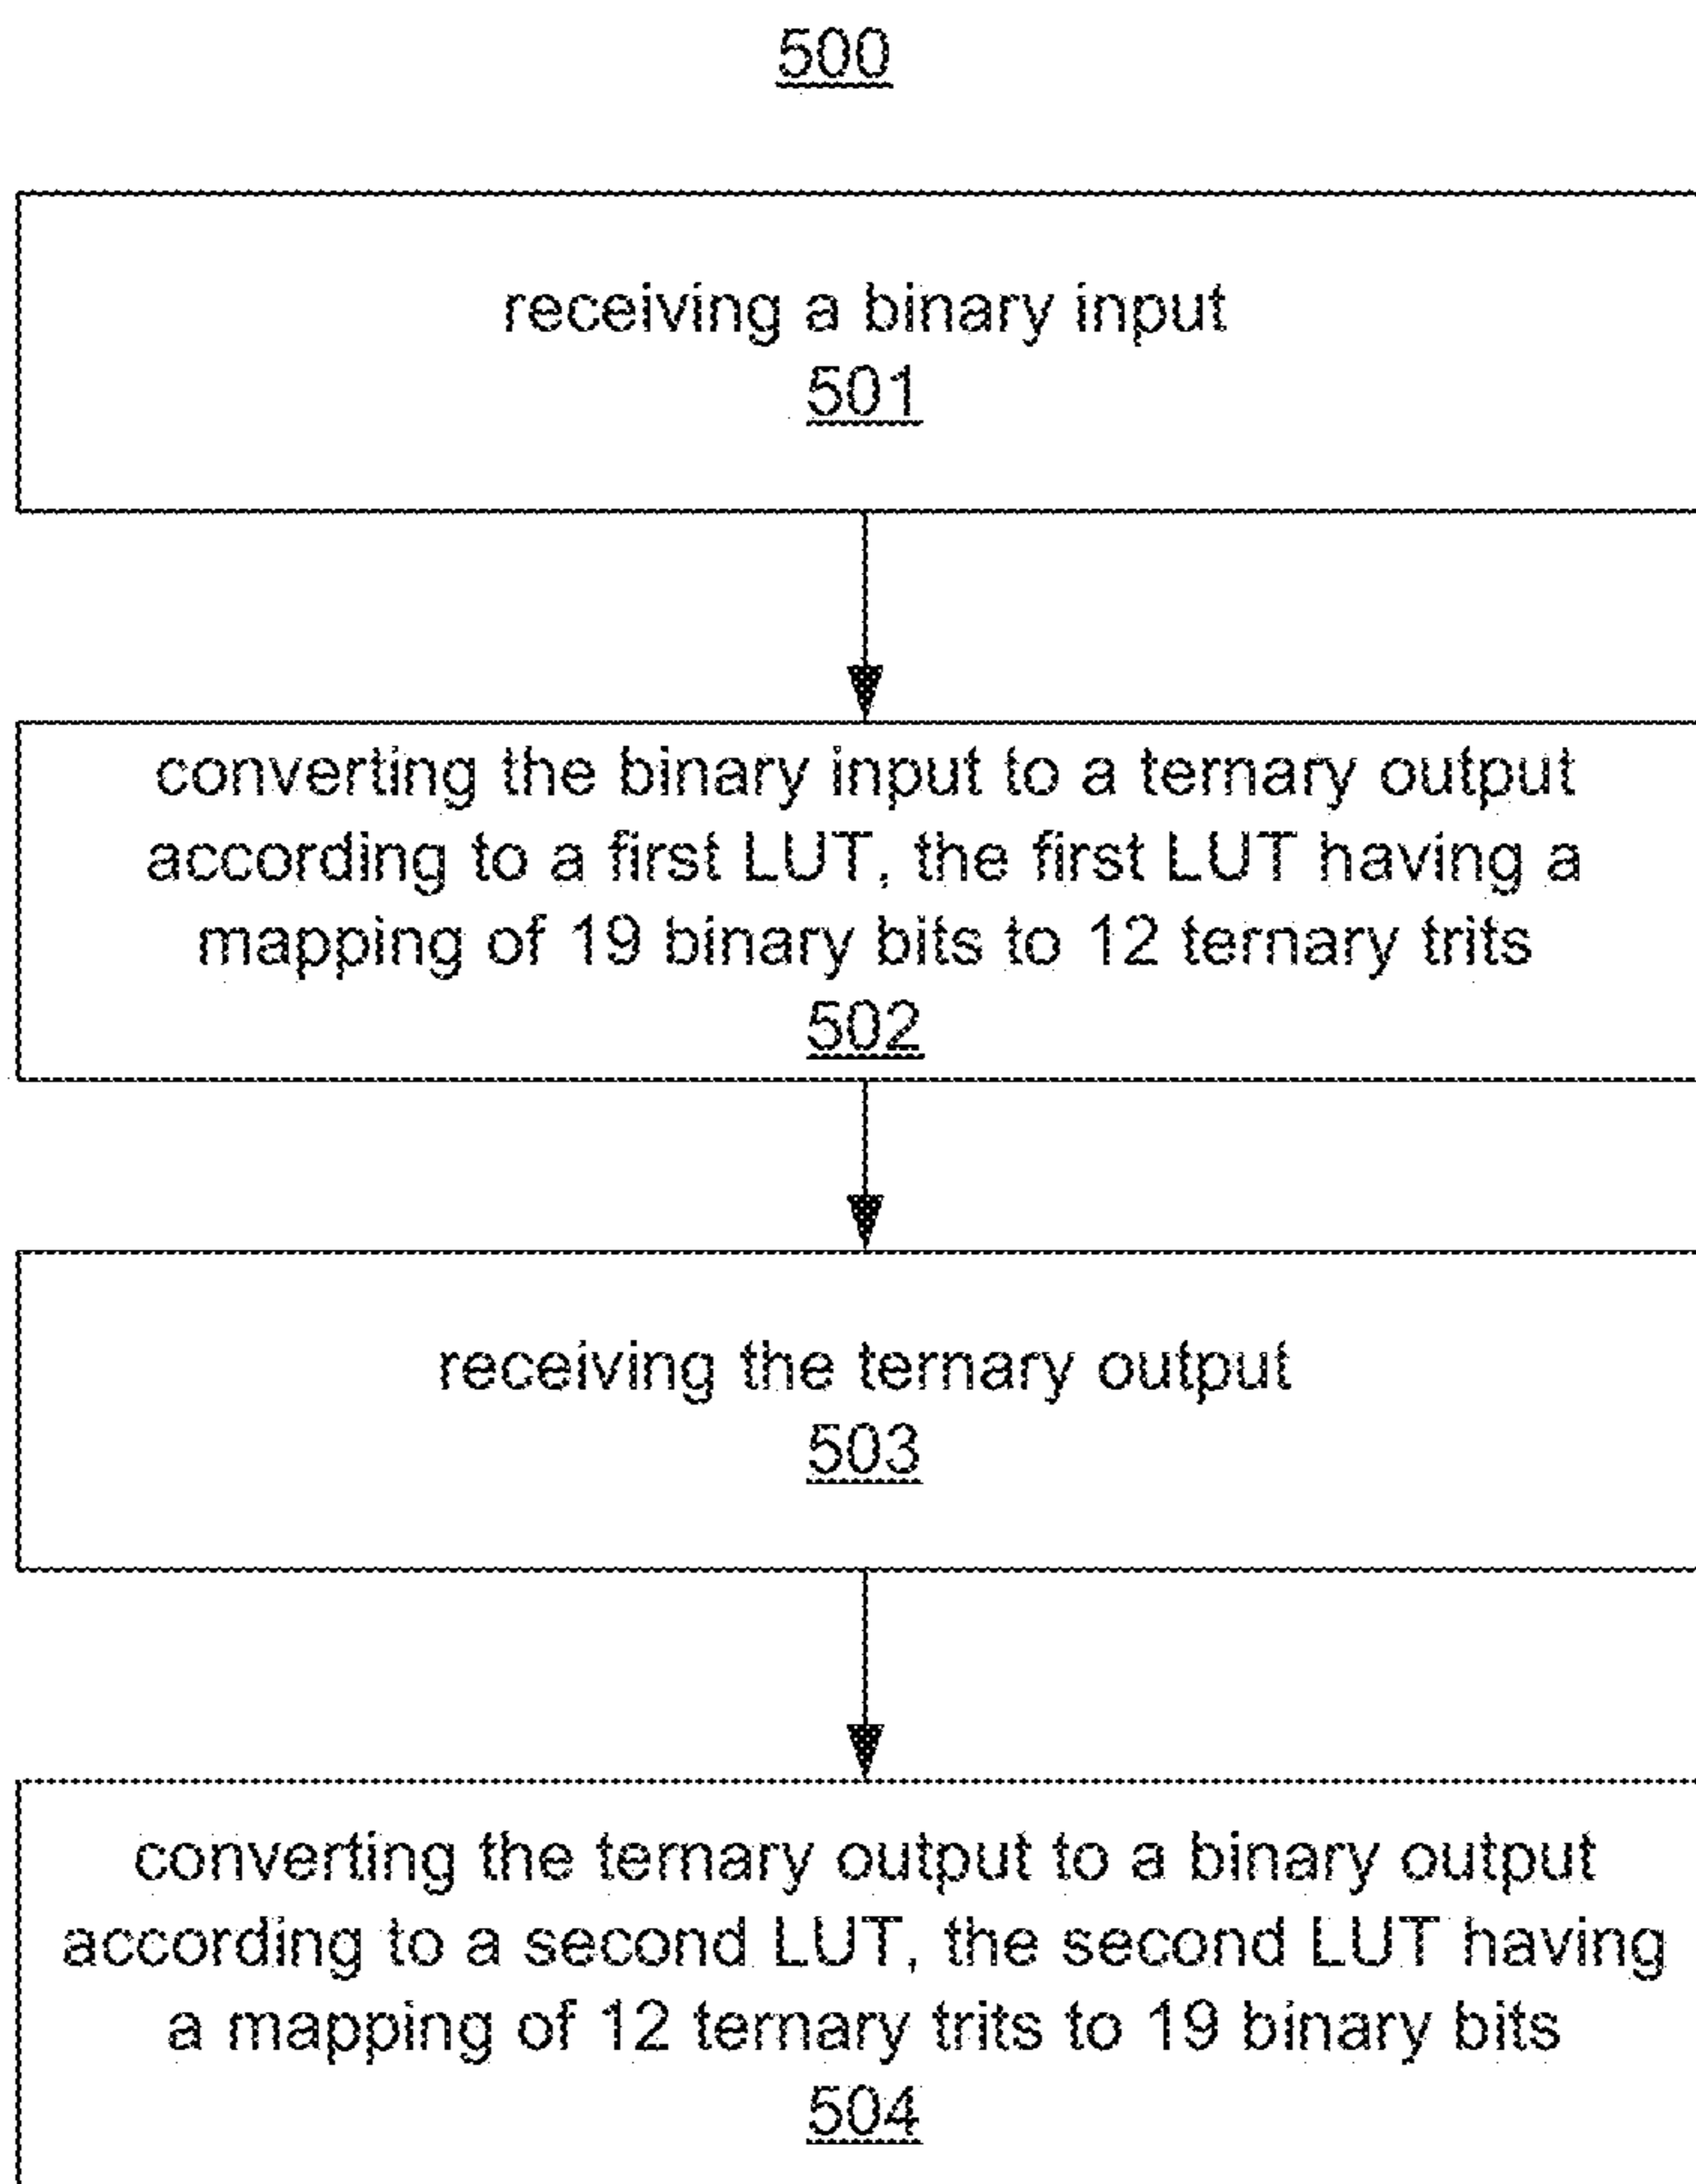 500
receiving a binary input
501
converting the binary input to a ternary output
according to a first LUT, the first LUT having a
mapping of 19 binary bits to 12 ternary trits
502
receiving the ternary output
503
converting the ternary output to a binary output
according to a second LUT, the second LUT having
a mapping of 12 ternary trits to 19 binary bits
504